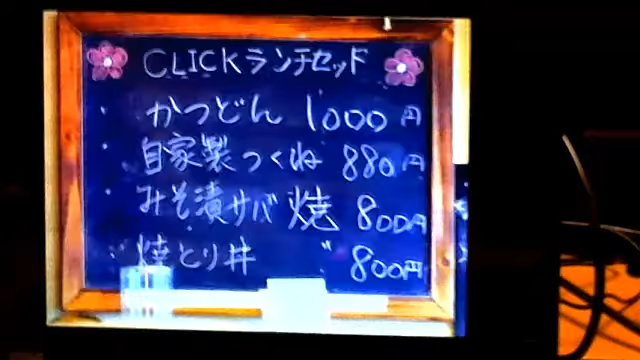 CLICKランチセット
・ かつどん 1000円
・ 自家製つくね 880円
・ みそ漬サバ焼 800円
焼とり丼 〃 800円